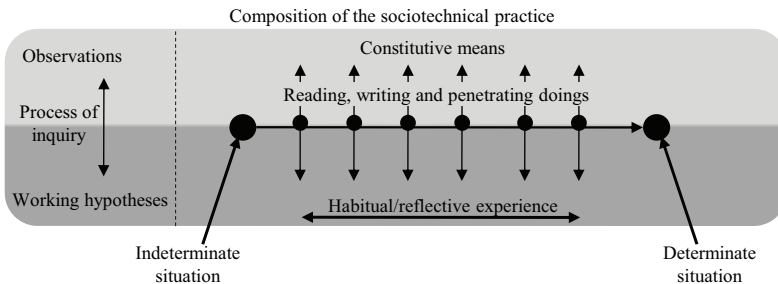 Composition of the sociotechnical practice
Observations
Constitutive means
Reading, writing and penetrating doings
Process of
inquiry
Working hypotheses
Habitual/reflective experience
Indeterminate
situation
Determinate
situation